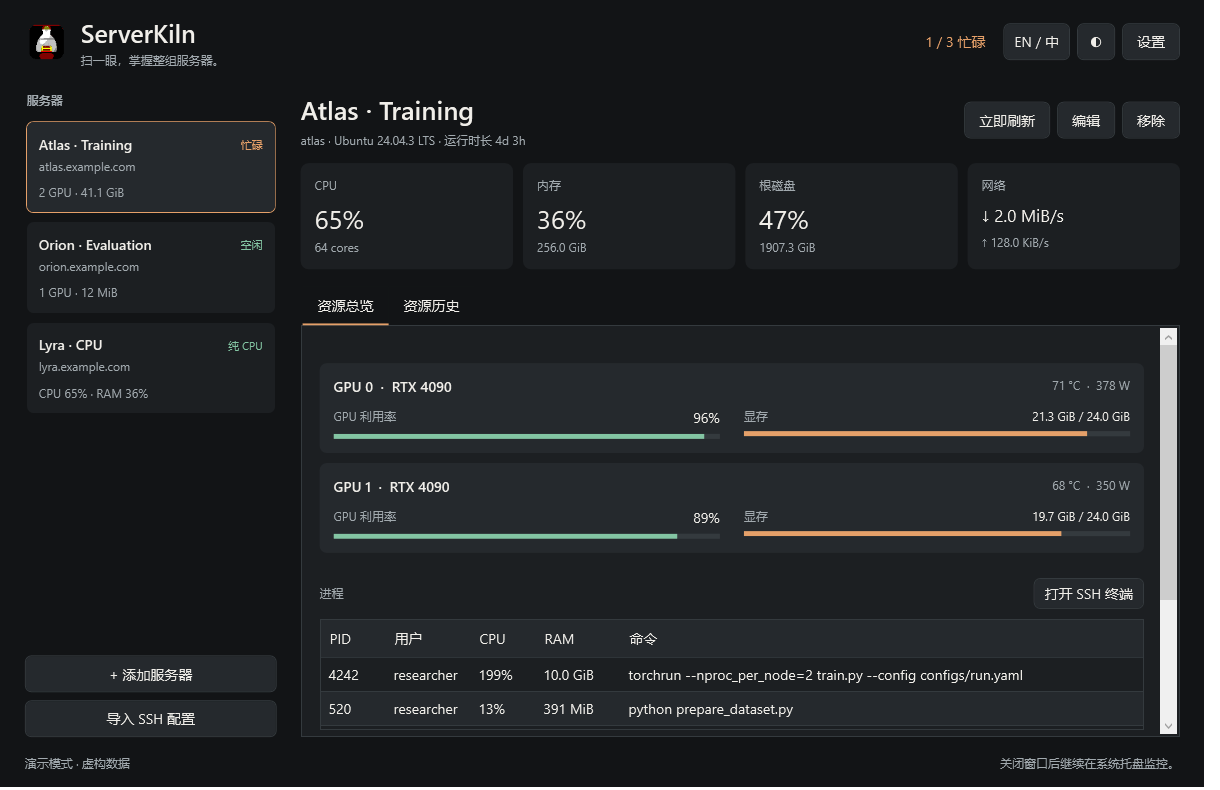 ServerKiln
扫一眼，掌握整组服务器。
1 / 3 忙碌
EN / 中
设置
服务器
Atlas · Training 忙碌
atlas.example.com
2 GPU · 41.1 GiB
Orion · Evaluation 空闲
orion.example.com
1 GPU · 12 MiB
Lyra · CPU 纯 CPU
lyra.example.com
CPU 65% · RAM 36%
+ 添加服务器
导入 SSH 配置
Atlas · Training
atlas · Ubuntu 24.04.3 LTS · 运行时长 4d 3h
立即刷新
编辑
移除
CPU
65%
64 cores
内存
36%
256.0 GiB
根磁盘
47%
1907.3 GiB
网络
↓ 2.0 MiB/s
↑ 128.0 KiB/s
资源总览 资源历史
GPU 0 · RTX 4090 71 °C · 378 W
GPU 利用率 96% 显存 21.3 GiB / 24.0 GiB
GPU 1 · RTX 4090 68 °C · 350 W
GPU 利用率 89% 显存 19.7 GiB / 24.0 GiB
进程 打开 SSH 终端
PID 用户 CPU RAM 命令
4242 researcher 199% 10.0 GiB torchrun --nproc_per_node=2 train.py --config configs/run.yaml
520 researcher 13% 391 MiB python prepare_dataset.py
演示模式 · 虚构数据
关闭窗口后继续在系统托盘监控。